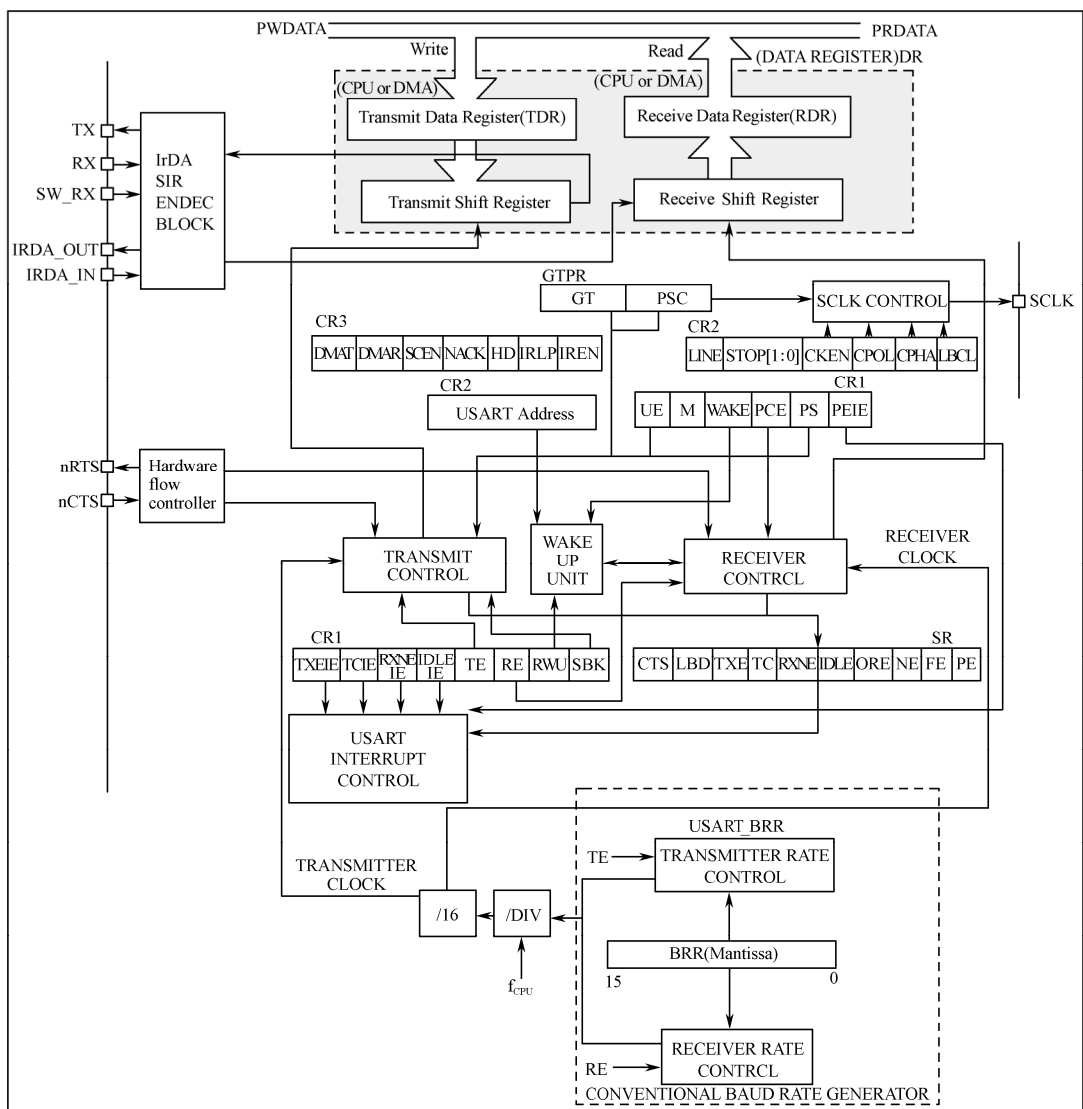 PWDATA
PRDATA
Write
Read
(DATA REGISTER)DR
(CPU or DMA)
(CPU or DMA)
Transmit Data Register(TDR)
Receive Data Register(RDR)
TX
RX
SW_RX
IRDA_OUT
IRDA_IN
IrDA
SIR
ENDEC
BLOCK
Transmit Shift Register
Receive Shift Register
GTPR
GT
PSC
SCLK CONTROL
SCLK
CR3
DMAT
DMAR
SCEN
NACK
HD
IRLP
IREN
CR2
LINE
STOP[1:0]
CKEN
CPOL
CPHA
LBCL
CR2
USART Address
CR1
UE
M
WAKE
PCE
PS
PEIE
nRTS
nCTS
Hardware
flow
controller
TRANSMIT
CONTROL
WAKE
UP
UNIT
RECEIVER
CONTRCL
RECEIVER
CLOCK
CR1
TXEIE
TCIE
RXNE
IE
IDLE
IE
TE
RE
RWU
SBK
SR
CTS
LBD
TXE
TC
RXNE
IDLE
ORE
NE
FE
PE
USART
INTERRUPT
CONTROL
TRANSMITTER
CLOCK
/16
/DIV
fCPU
USART_BRR
TE
TRANSMITTER RATE
CONTROL
BRR(Mantissa)
15
0
RE
RECEIVER RATE
CONTRCL
CONVENTIONAL BAUD RATE GENERATOR